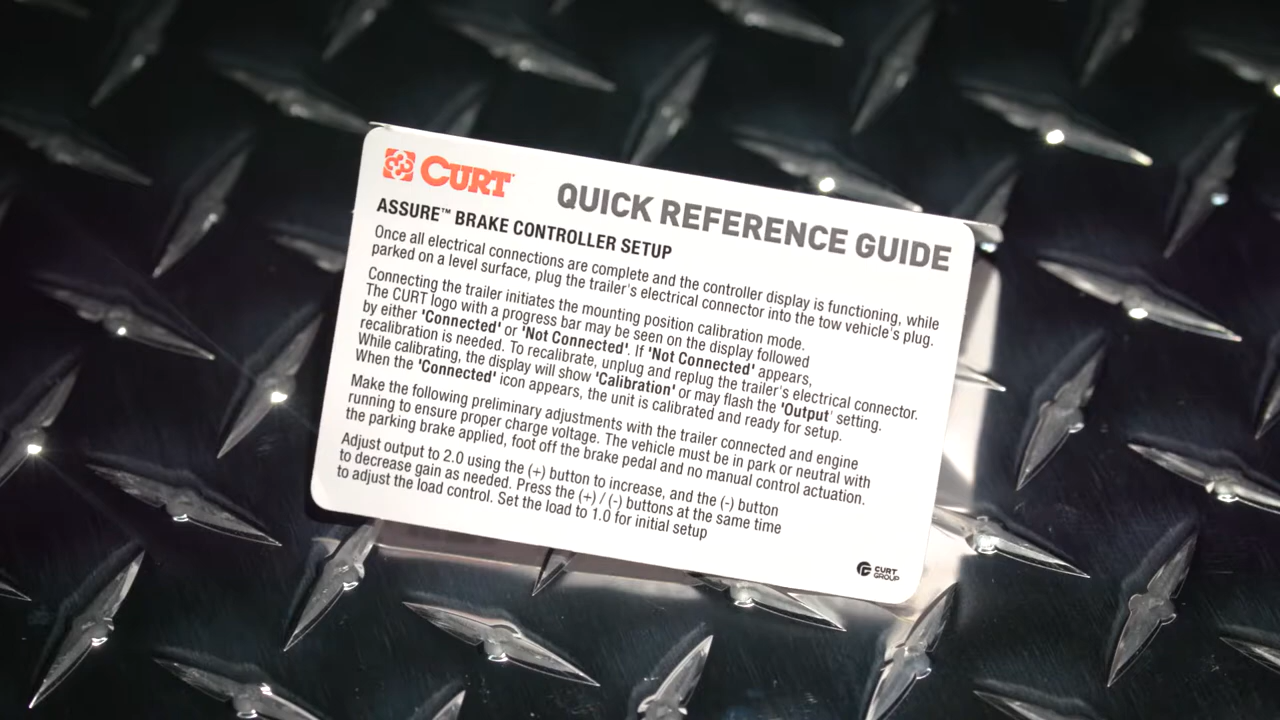 CURT
QUICK REFERENCE GUIDE
ASSURE™ BRAKE CONTROLLER SETUP
Once all electrical connections are complete and the controller display is functioning, while
parked on a level surface, plug the trailer's electrical connector into the tow vehicle's plug.
Connecting the trailer initiates the mounting position calibration mode.
The CURT logo with a progress bar may be seen on the display followed
by either 'Connected' or 'Not Connected'. If 'Not Connected' appears,
recalibration is needed. To recalibrate, unplug and replug the trailer's electrical connector.
While calibrating, the display will show 'Calibration' or may flash the 'Output' setting.
When the 'Connected' icon appears, the unit is calibrated and ready for setup.
Make the following preliminary adjustments with the trailer connected and engine
running to ensure proper charge voltage. The vehicle must be in park or neutral with
the parking brake applied, foot off the brake pedal and no manual control actuation.
Adjust output to 2.0 using the (+) button to increase, and the (-) button
to decrease gain as needed. Press the (+) / (-) buttons at the same time
to adjust the load control. Set the load to 1.0 for initial setup
CURT
GROUP